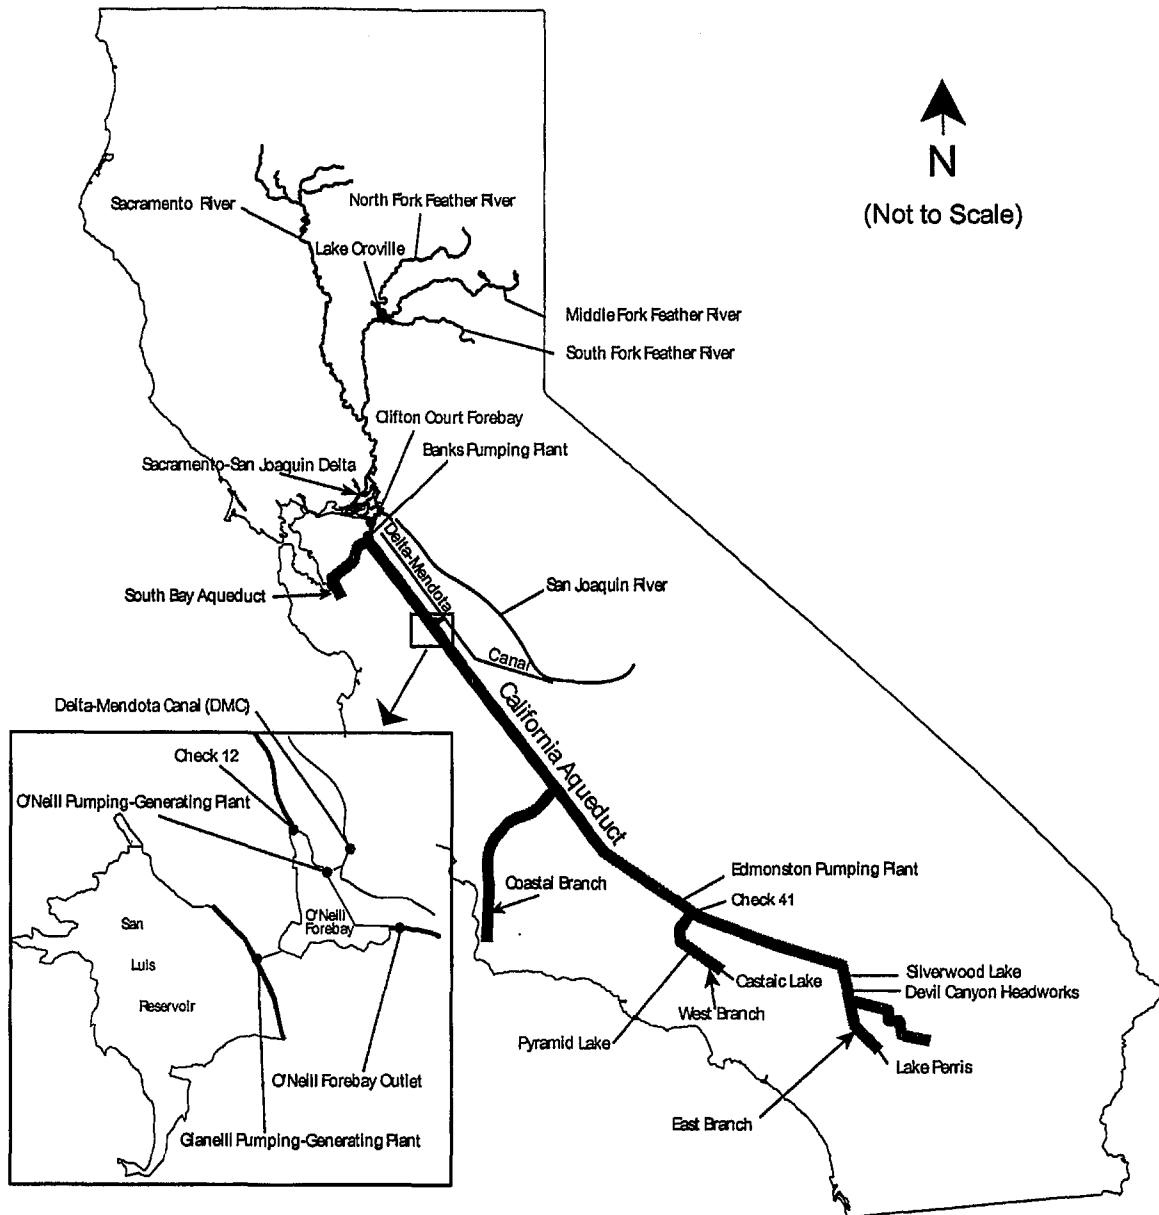 N
(Not to Scale)
Sacramento River
North Fork Feather River
Lake Oroville
Middle Fork Feather River
South Fork Feather River
Clifton Court Forebay
Banks Pumping Plant
Sacramento-San Joaquin Delta
Delta-Mendota
San Joaquin River
South Bay Aqueduct
Canal
California Aqueduct
Delta-Mendota Canal (DMC)
Check 12
O'Neill Pumping-Generating Plant
San
Luis
Reservoir
O'Neill
Forebay
O'Neill Forebay Outlet
Gianelli Pumping-Generating Plant
Coastal Branch
Edmonston Pumping Plant
Check 41
Castaic Lake
West Branch
Pyramid Lake
Silverwood Lake
Devil Canyon Headworks
Lake Perris
East Branch